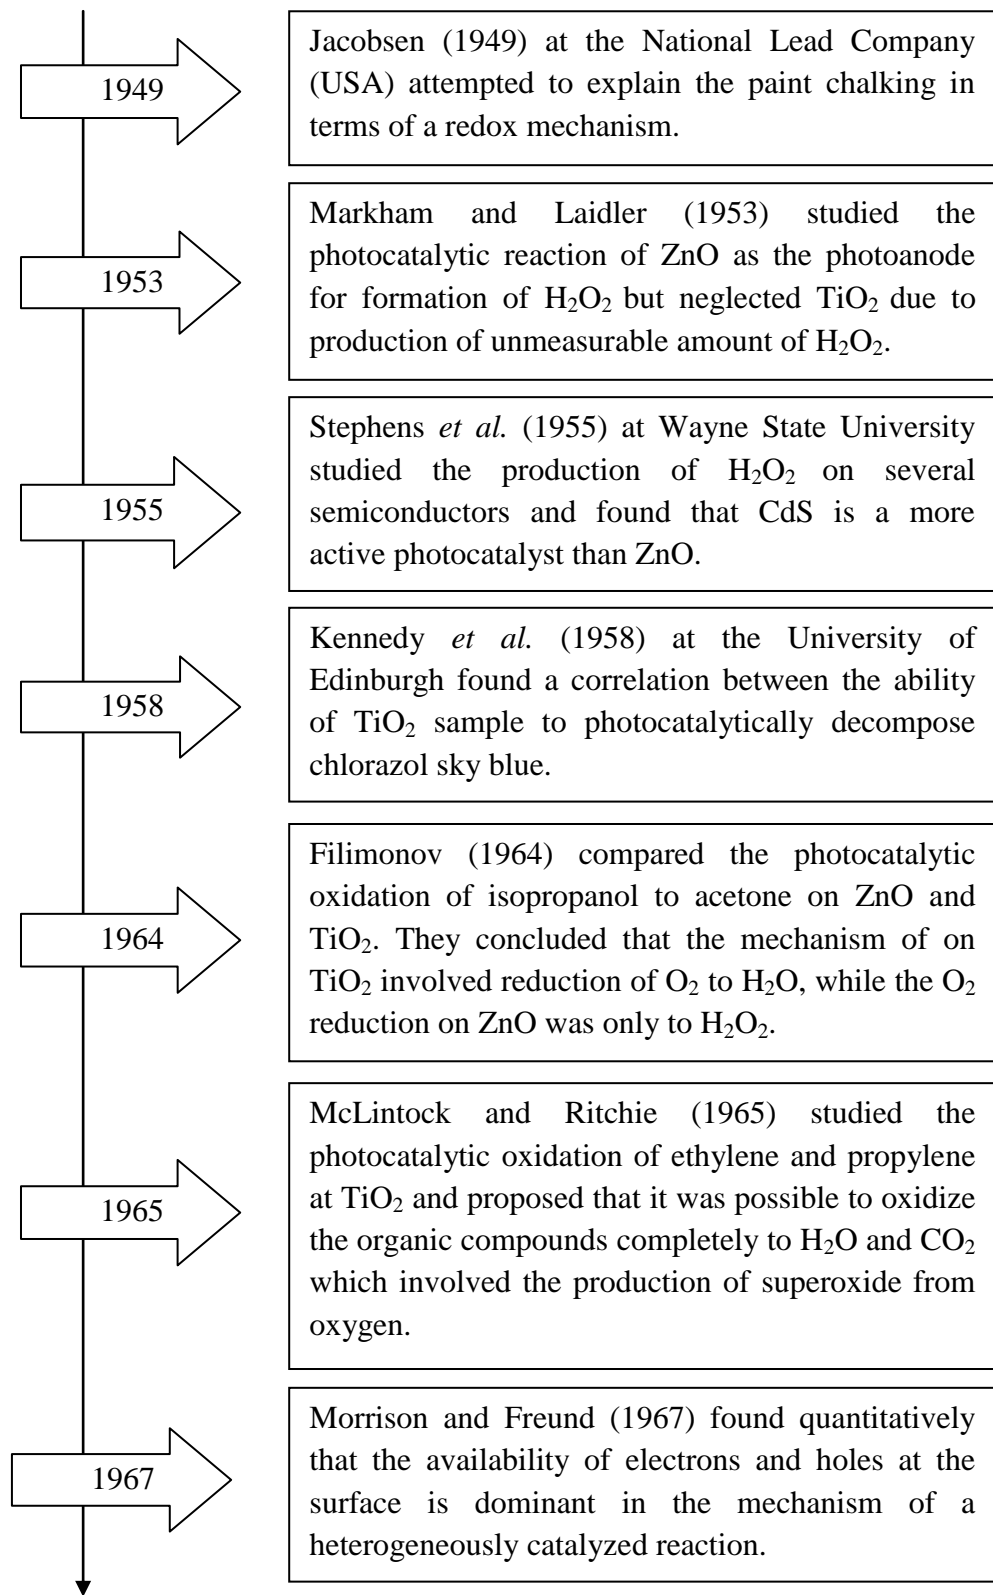 1949
Jacobsen (1949) at the National Lead Company
(USA) attempted to explain the paint chalking in
terms of a redox mechanism.
1953
Markham and Laidler (1953) studied the
photocatalytic reaction of ZnO as the photoanode
for formation of H₂O₂ but neglected TiO₂ due to
production of unmeasurable amount of H₂O₂.
1955
Stephens et al. (1955) at Wayne State University
studied the production of H₂O₂ on several
semiconductors and found that CdS is a more
active photocatalyst than ZnO.
1958
Kennedy et al. (1958) at the University of
Edinburgh found a correlation between the ability
of TiO₂ sample to photocatalytically decompose
chlorazol sky blue.
1964
Filimonov (1964) compared the photocatalytic
oxidation of isopropanol to acetone on ZnO and
TiO₂. They concluded that the mechanism of on
TiO₂ involved reduction of O₂ to H₂O, while the O₂
reduction on ZnO was only to H₂O₂.
1965
McLintock and Ritchie (1965) studied the
photocatalytic oxidation of ethylene and propylene
at TiO₂ and proposed that it was possible to oxidize
the organic compounds completely to H₂O and CO₂
which involved the production of superoxide from
oxygen.
1967
Morrison and Freund (1967) found quantitatively
that the availability of electrons and holes at the
surface is dominant in the mechanism of a
heterogeneously catalyzed reaction.